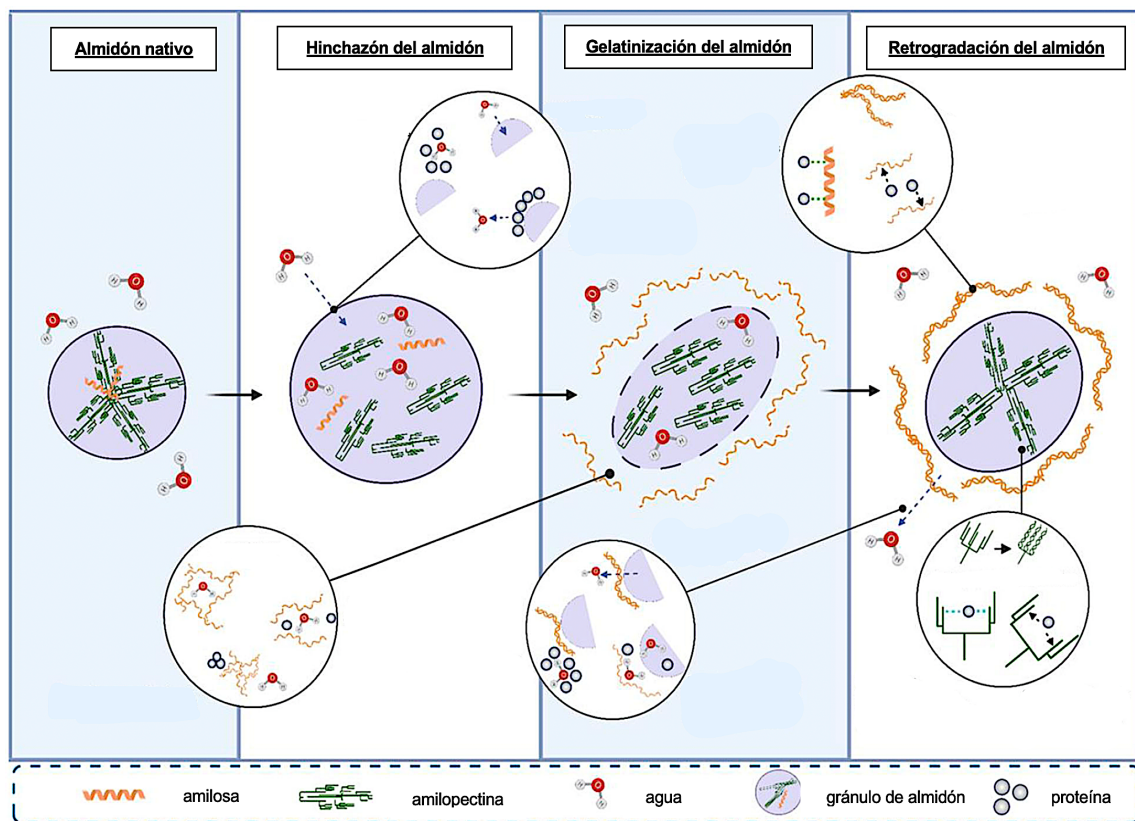 Almidón nativo
Hinchazón del almidón
Gelatinización del almidón
Retrogradación del almidón
amilosa
amilopectina
agua
gránulo de almidón
proteína